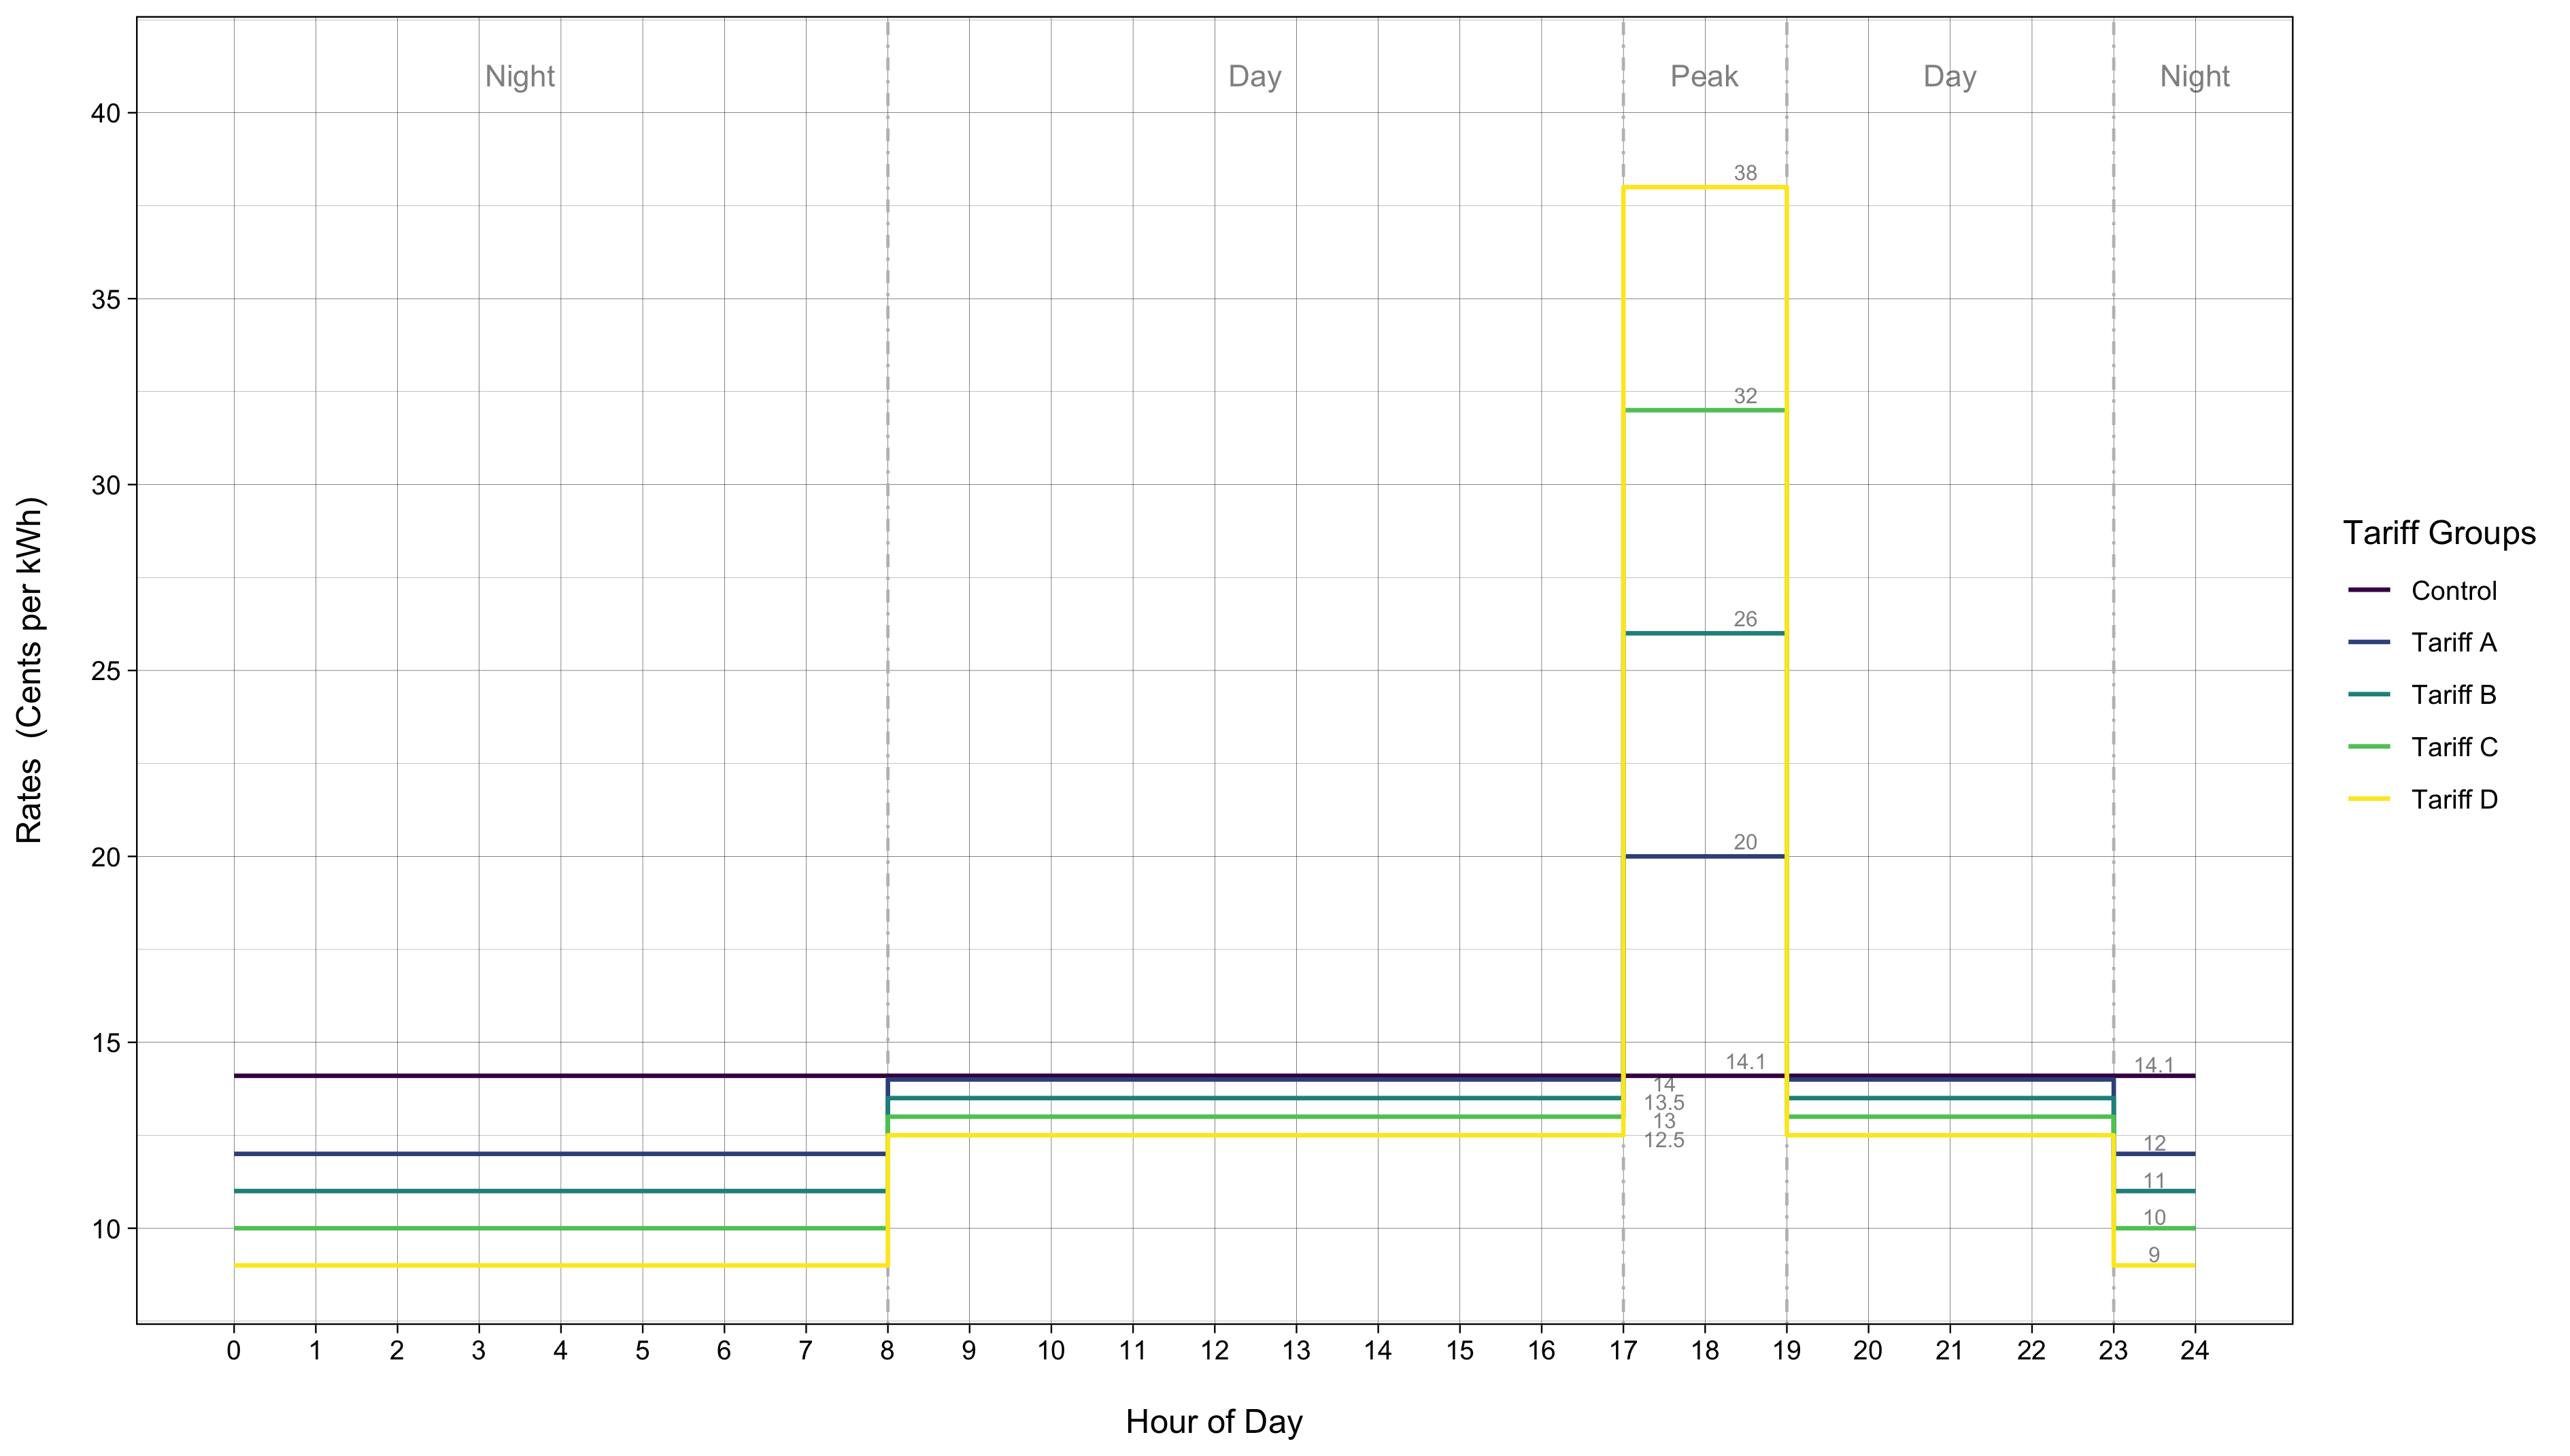 Night Day Peak Day Night
40
38
35
32
30
26
25
20
20
15
14.1
14.1
14
13.5
13
12.5
12
11
10
10
9
0 1 2 3 4 5 6 7 8 9 10 11 12 13 14 15 16 17 18 19 20 21 22 23 24
Hour of Day
Rates (Cents per kWh)
Tariff Groups
Control
Tariff A
Tariff B
Tariff C
Tariff D